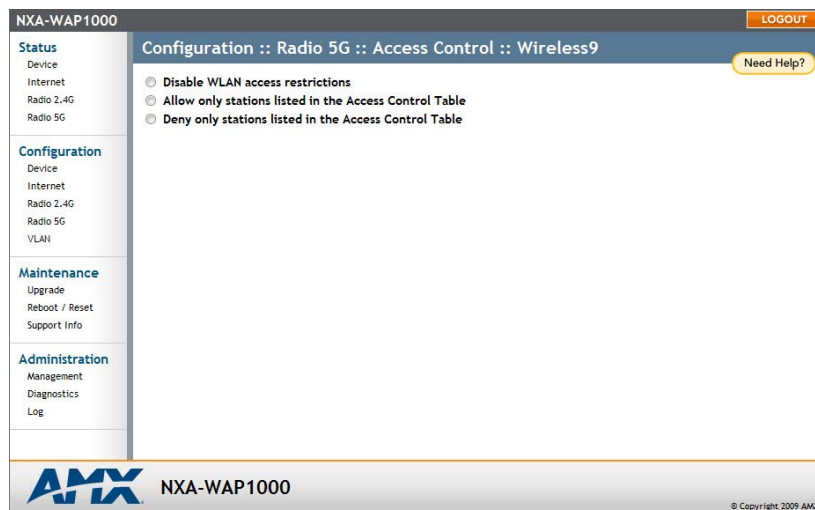 NXA-WAP1000
LOGOUT
Status
Device
Internet
Radio 2.4G
Radio 5G
Configuration
Device
Internet
Radio 2.4G
Radio 5G
VLAN
Maintenance
Upgrade
Reboot / Reset
Support Info
Administration
Management
Diagnostics
Log
Configuration :: Radio 5G :: Access Control :: Wireless9
Need Help?
Disable WLAN access restrictions
Allow only stations listed in the Access Control Table
Deny only stations listed in the Access Control Table
AMX
NXA-WAP1000
© Copyright 2009 AMX